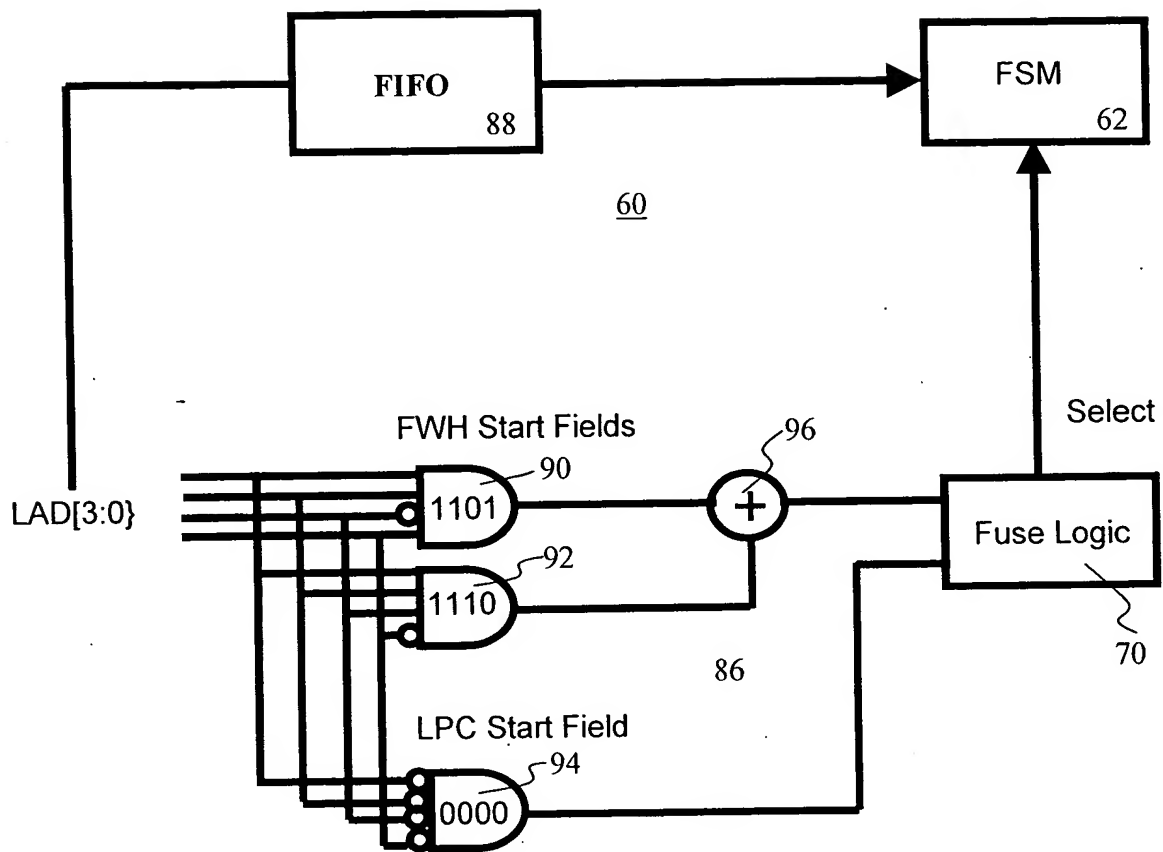 FIFO
88
FSM
62
60
Select
FWH Start Fields
90
96
LAD[3:0}
1101
+
Fuse Logic
92
1110
70
86
LPC Start Field
94
0000